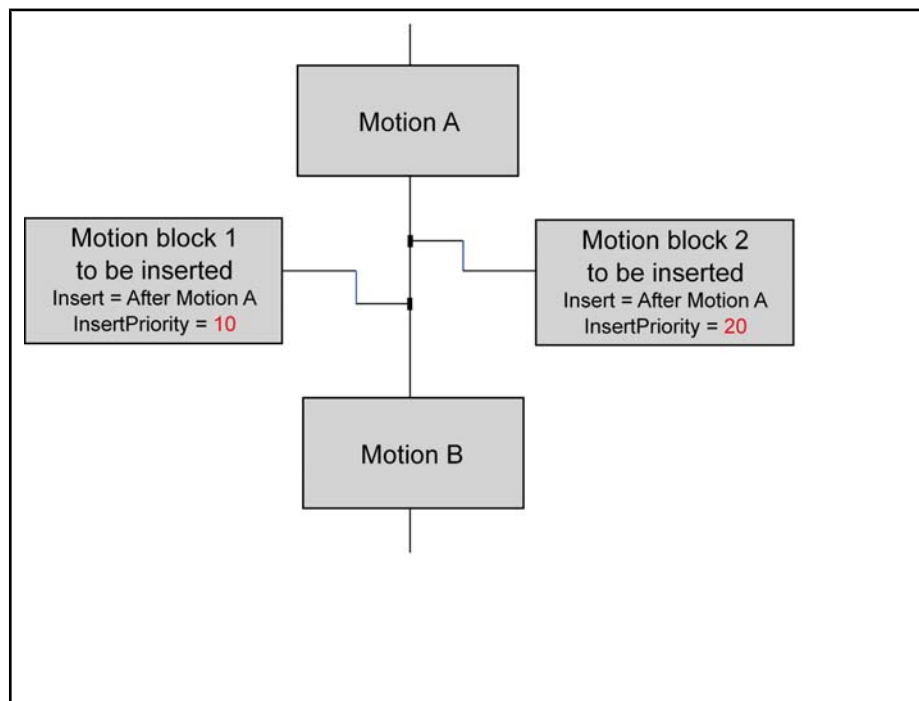 Motion A
Motion block 1
to be inserted
Insert = After Motion A
InsertPriority = 10
Motion block 2
to be inserted
Insert = After Motion A
InsertPriority = 20
Motion B